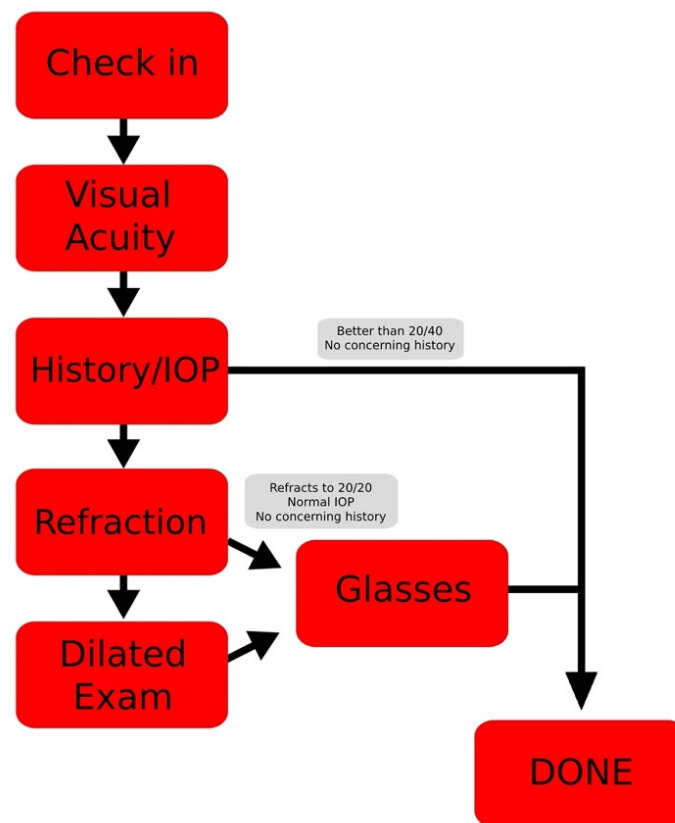 Check in
Visual
Acuity
History/IOP
Better than 20/40
No concerning history
Refraction
Refracts to 20/20
Normal IOP
No concerning history
Glasses
Dilated
Exam
DONE